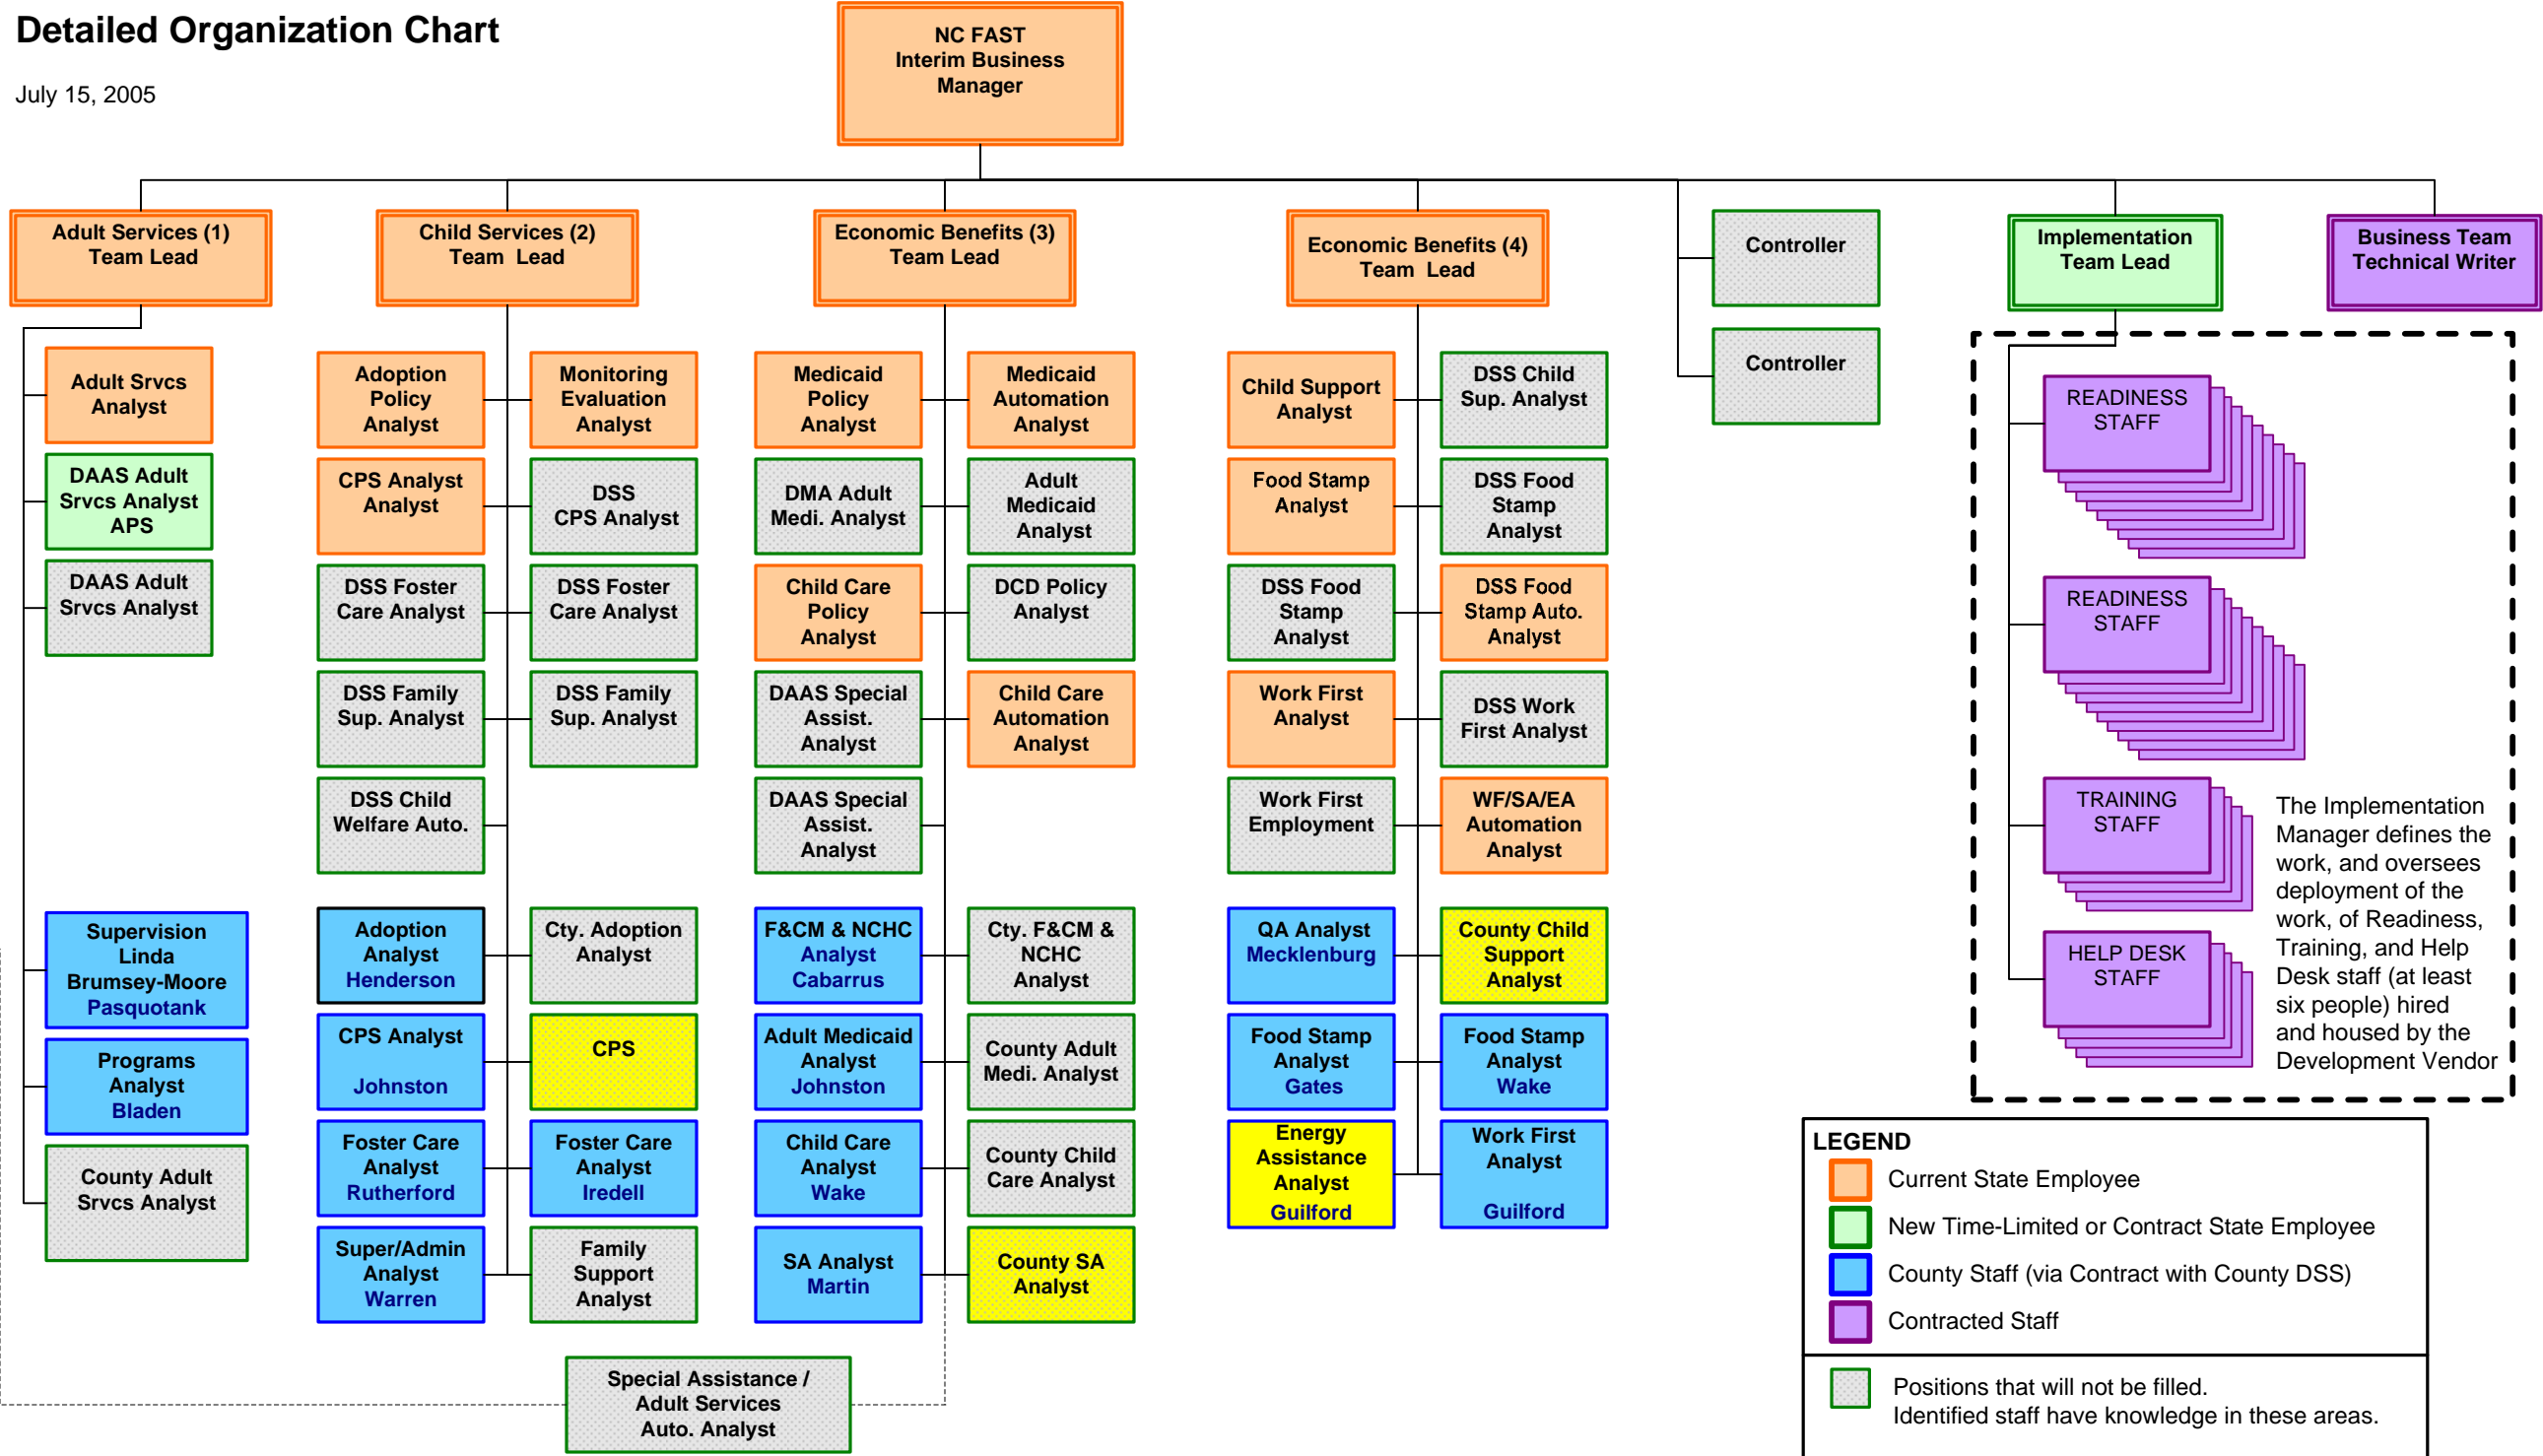 Detailed Organization Chart
July 15, 2005
NC FAST
Interim Business
Manager
Adult Services (1)
Team Lead
Child Services (2)
Team Lead
Economic Benefits (3)
Team Lead
Economic Benefits (4)
Team Lead
Controller
Controller
Implementation
Team Lead
Business Team
Technical Writer
Adult Srvcs
Analyst
DAAS Adult
Srvcs Analyst
APS
DAAS Adult
Srvcs Analyst
Supervision
Linda
Brumsey-Moore
Pasquotank
Programs
Analyst
Bladen
County Adult
Srvcs Analyst
Adoption
Policy
Analyst
Monitoring
Evaluation
Analyst
CPS Analyst
Analyst
DSS
CPS Analyst
DSS Foster
Care Analyst
DSS Foster
Care Analyst
DSS Family
Sup. Analyst
DSS Family
Sup. Analyst
DSS Child
Welfare Auto.
Adoption
Analyst
Henderson
Cty. Adoption
Analyst
CPS Analyst
Johnston
CPS
Foster Care
Analyst
Rutherford
Foster Care
Analyst
Iredell
Super/Admin
Analyst
Warren
Family
Support
Analyst
Medicaid
Policy
Analyst
Medicaid
Automation
Analyst
DMA Adult
Medi. Analyst
Adult
Medicaid
Analyst
Child Care
Policy
Analyst
DCD Policy
Analyst
DAAS Special
Assist.
Analyst
Child Care
Automation
Analyst
DAAS Special
Assist.
Analyst
F&CM & NCHC
Analyst
Cabarrus
Cty. F&CM &
NCHC
Analyst
Adult Medicaid
Analyst
Johnston
County Adult
Medi. Analyst
Child Care
Analyst
Wake
County Child
Care Analyst
SA Analyst
Martin
County SA
Analyst
Special Assistance /
Adult Services
Auto. Analyst
Child Support
Analyst
DSS Child
Sup. Analyst
Food Stamp
Analyst
DSS Food
Stamp
Analyst
DSS Food
Stamp
Analyst
DSS Food
Stamp Auto.
Analyst
Work First
Analyst
DSS Work
First Analyst
Work First
Employment
WF/SA/EA
Automation
Analyst
QA Analyst
Mecklenburg
County Child
Support
Analyst
Food Stamp
Analyst
Gates
Food Stamp
Analyst
Wake
Energy
Assistance
Analyst
Guilford
Work First
Analyst
Guilford
READINESS
STAFF
READINESS
STAFF
TRAINING
STAFF
HELP DESK
STAFF
The Implementation
Manager defines the
work, and oversees
deployment of the
work, of Readiness,
Training, and Help
Desk staff (at least
six people) hired
and housed by the
Development Vendor
LEGEND
Current State Employee
New Time-Limited or Contract State Employee
County Staff (via Contract with County DSS)
Contracted Staff
Positions that will not be filled.
Identified staff have knowledge in these areas.